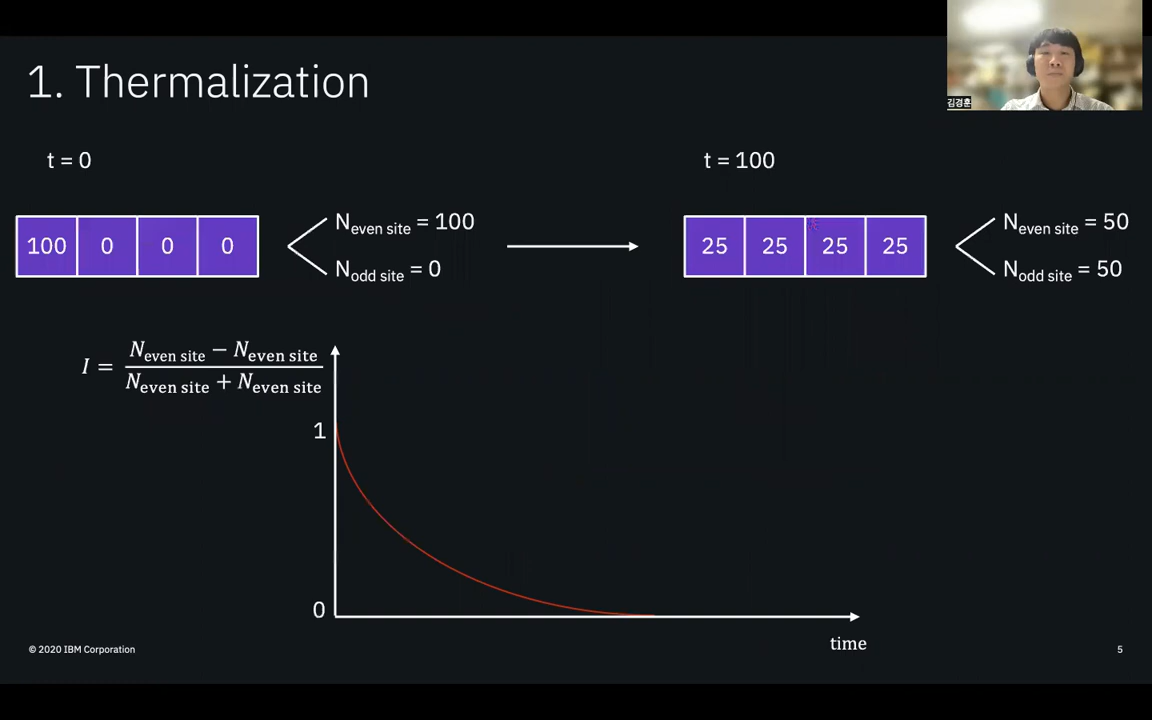 1. Thermalization
김경훈
t = 0
t = 100
100 0 0 0
N even site = 100
N odd site = 0
25 25 25 25
N even site = 50
N odd site = 50
I = (N even site − N even site) / (N even site + N even site)
1
0
time
© 2020 IBM Corporation
5